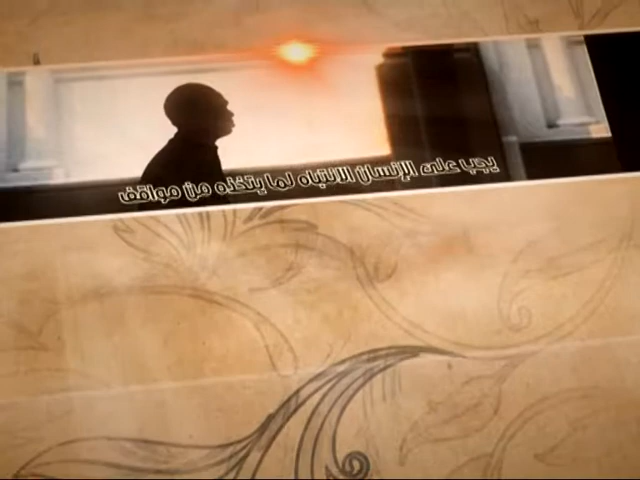 يجب على الإنسان الانتباه لما يتخذه من مواقف